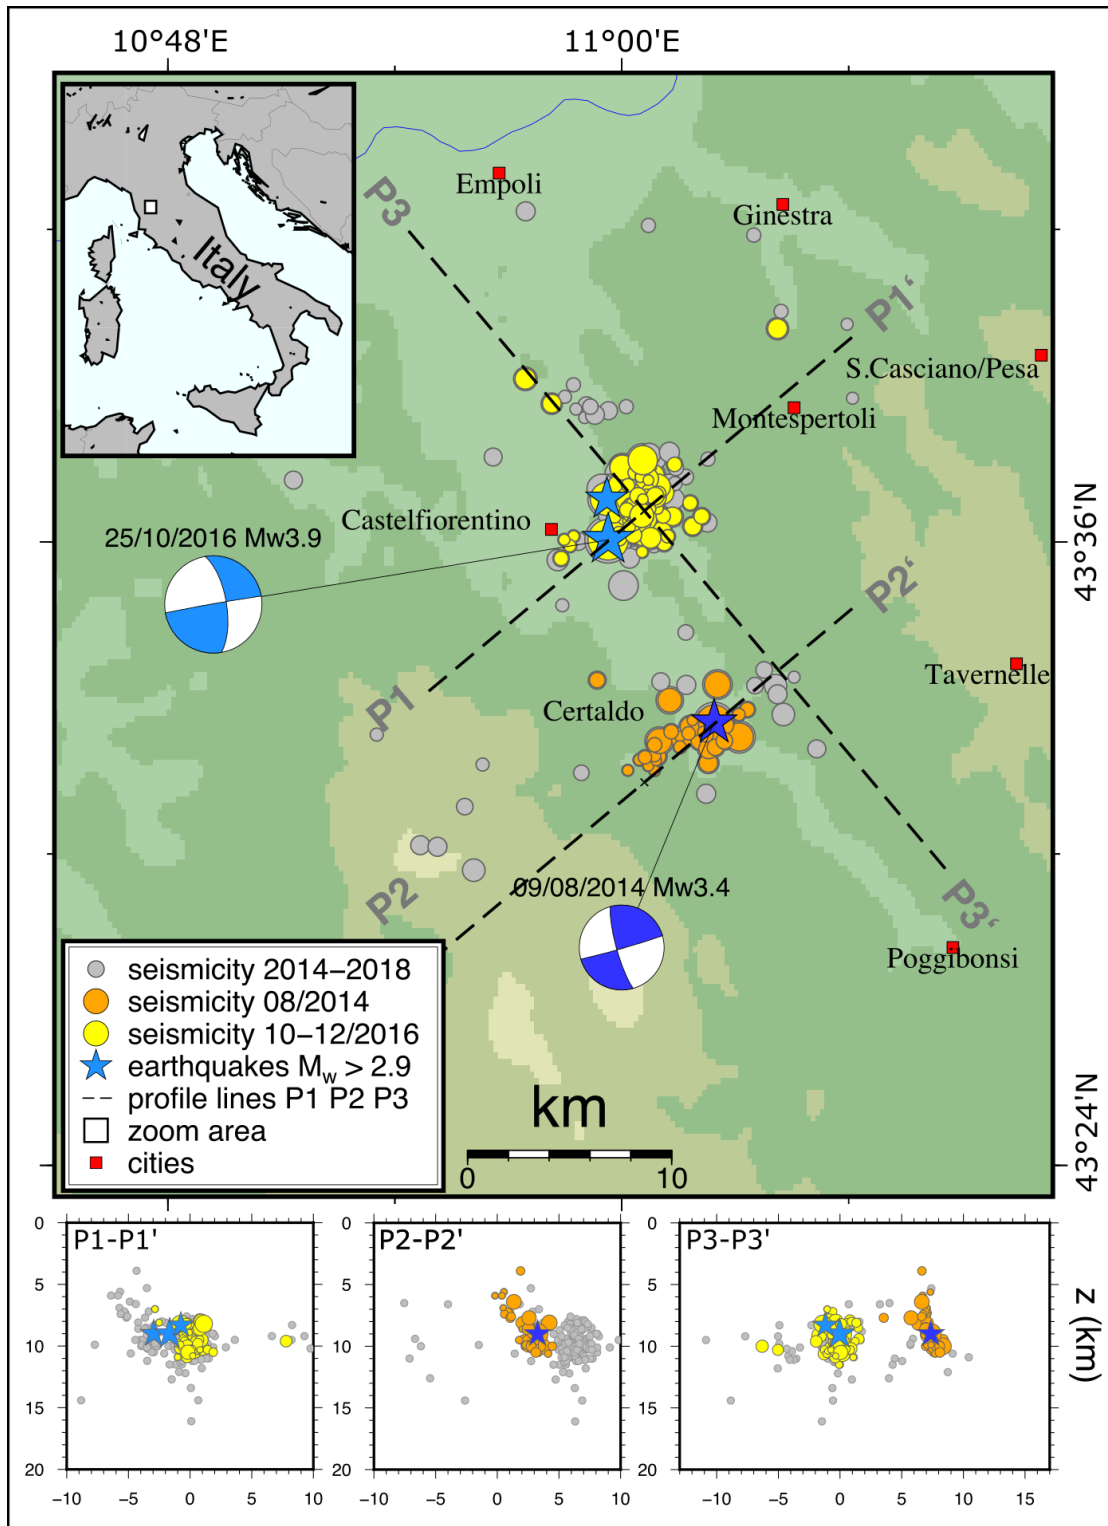 10°48'E 11°00'E
Italy
Empoli
P3
Ginestra
P1‘
S.Casciano/Pesa
Montespertoli
Castelfiorentino
25/10/2016 Mw3.9
43°36'N
P2‘
Tavernelle
P1
Certaldo
P2
09/08/2014 Mw3.4
P3‘
Poggibonsi
seismicity 2014–2018
seismicity 08/2014
seismicity 10–12/2016
earthquakes Mw > 2.9
profile lines P1 P2 P3
zoom area
cities
km
0 10
43°24'N
P1-P1' P2-P2' P3-P3'
0 0 0
5 5 5
10 10 10
15 15 15
20 20 20
z (km)
−10 −5 0 5 10 −10 −5 0 5 10 −10 −5 0 5 10 15